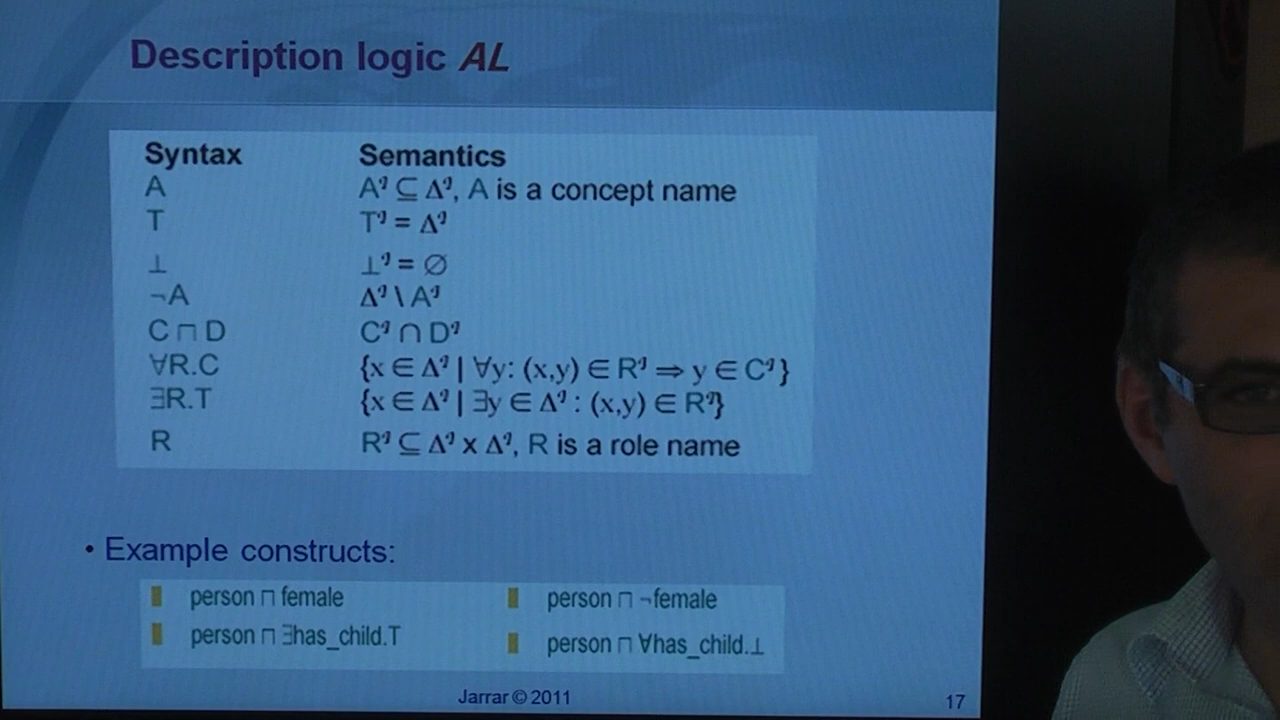 Description logic AL
Syntax Semantics
A Aᴵ ⊆ Δᴵ, A is a concept name
T Tᴵ = Δᴵ
⊥ ⊥ᴵ = ∅
¬A Δᴵ \ Aᴵ
C ⊓ D Cᴵ ∩ Dᴵ
∀R.C {x ∈ Δᴵ | ∀y: (x,y) ∈ Rᴵ ⇒ y ∈ Cᴵ}
∃R.T {x ∈ Δᴵ | ∃y ∈ Δᴵ : (x,y) ∈ Rᴵ}
R Rᴵ ⊆ Δᴵ x Δᴵ, R is a role name
• Example constructs:
person ⊓ female person ⊓ ¬female
person ⊓ ∃has_child.T person ⊓ ∀has_child.⊥
Jarrar © 2011 17